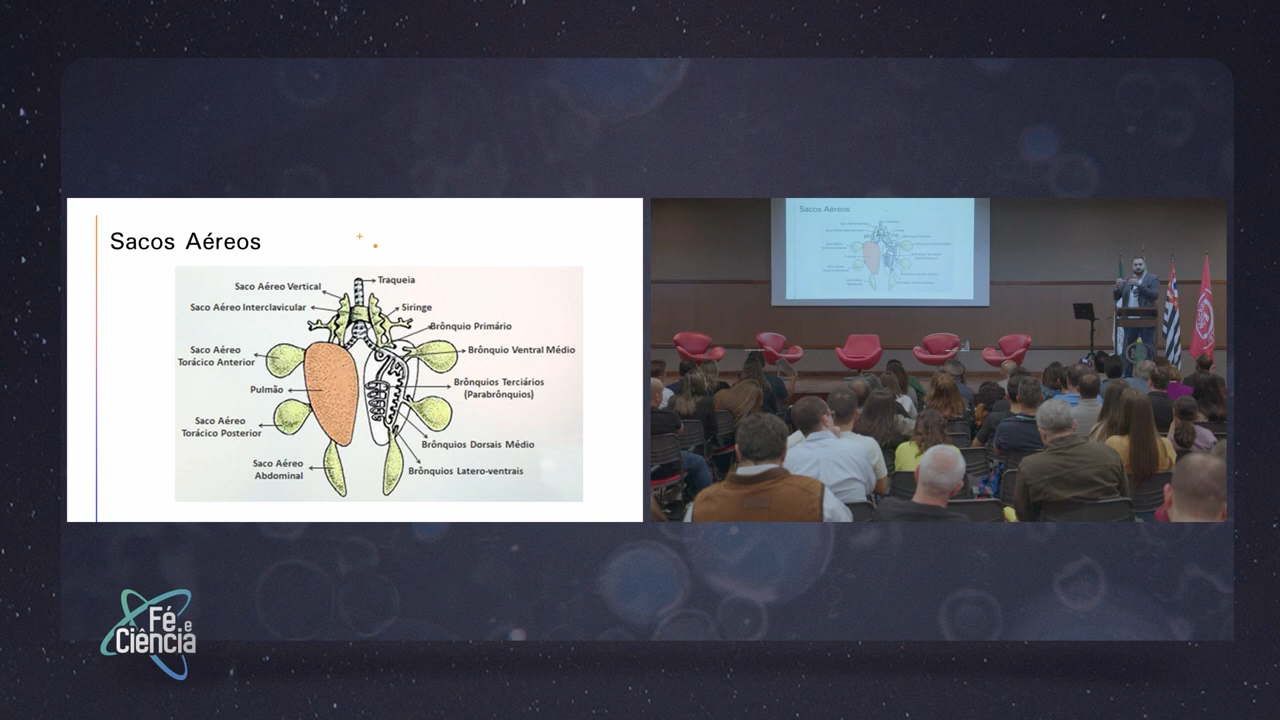 Sacos Aéreos
Traqueia
Saco Aéreo Vertical
Saco Aéreo Interclavicular
Siringe
Brônquio Primário
Saco Aéreo
Torácico Anterior
Brônquio Ventral Médio
Pulmão
Brônquios Terciários
(Parabrônquios)
Saco Aéreo
Torácico Posterior
Brônquios Dorsais Médio
Saco Aéreo
Abdominal
Brônquios Latero-ventrais
Sacos Aéreos
Fé e
Ciência